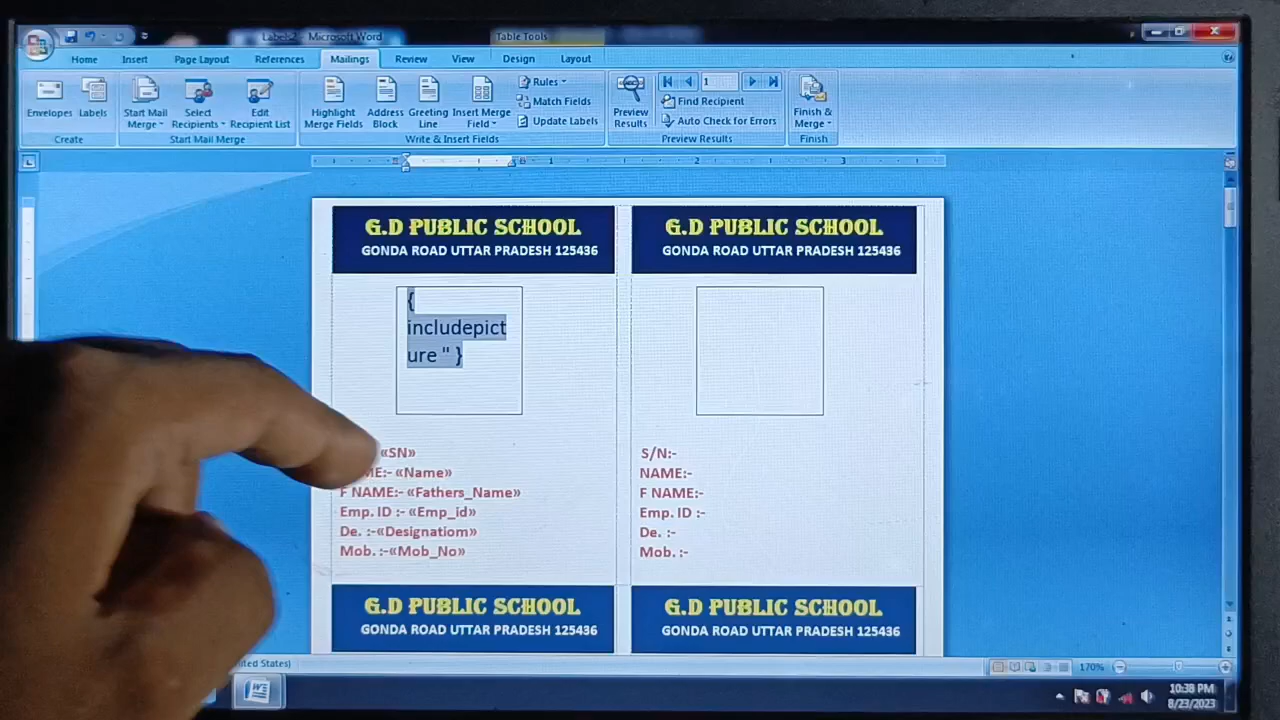 Labels2 - Microsoft Word
Table Tools
Home Insert Page Layout References Mailings Review View Design Layout
Envelopes
Labels
Create
Start Mail Merge
Select Recipients
Edit Recipient List
Start Mail Merge
Highlight Merge Fields
Address Block
Greeting Line
Insert Merge Field
Rules
Match Fields
Update Labels
Write & Insert Fields
Preview Results
1
Find Recipient
Auto Check for Errors
Preview Results
Finish & Merge
Finish
1 2 3
G.D PUBLIC SCHOOL
GONDA ROAD UTTAR PRADESH 125436
{
includepict
ure " }
«SN»
ME:- «Name»
F NAME:- «Fathers_Name»
Emp. ID :- «Emp_id»
De. :-«Designatiom»
Mob. :-«Mob_No»
G.D PUBLIC SCHOOL
GONDA ROAD UTTAR PRADESH 125436
S/N:-
NAME:-
F NAME:-
Emp. ID :-
De. :-
Mob. :-
G.D PUBLIC SCHOOL
GONDA ROAD UTTAR PRADESH 125436
G.D PUBLIC SCHOOL
GONDA ROAD UTTAR PRADESH 125436
States)
170%
10:38 PM
8/23/2023